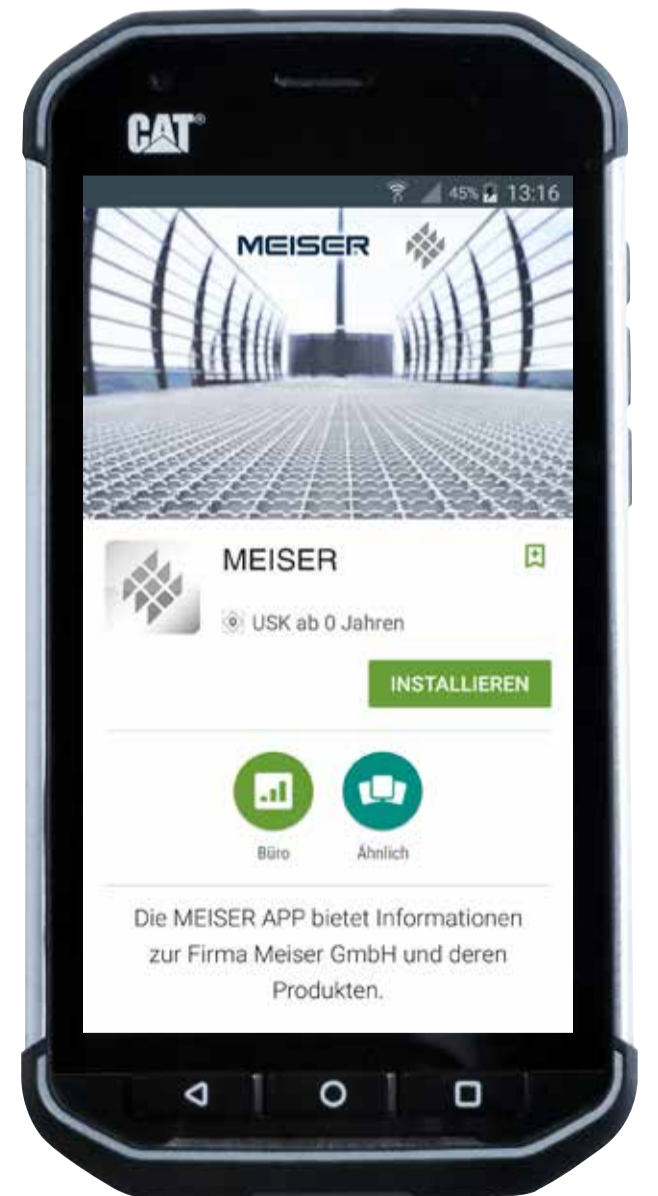 CAT®
45% 13:16
MEISER
MEISER
USK ab 0 Jahren
INSTALLIEREN
Büro
Ähnlich
Die MEISER APP bietet Informationen
zur Firma Meiser GmbH und deren
Produkten.